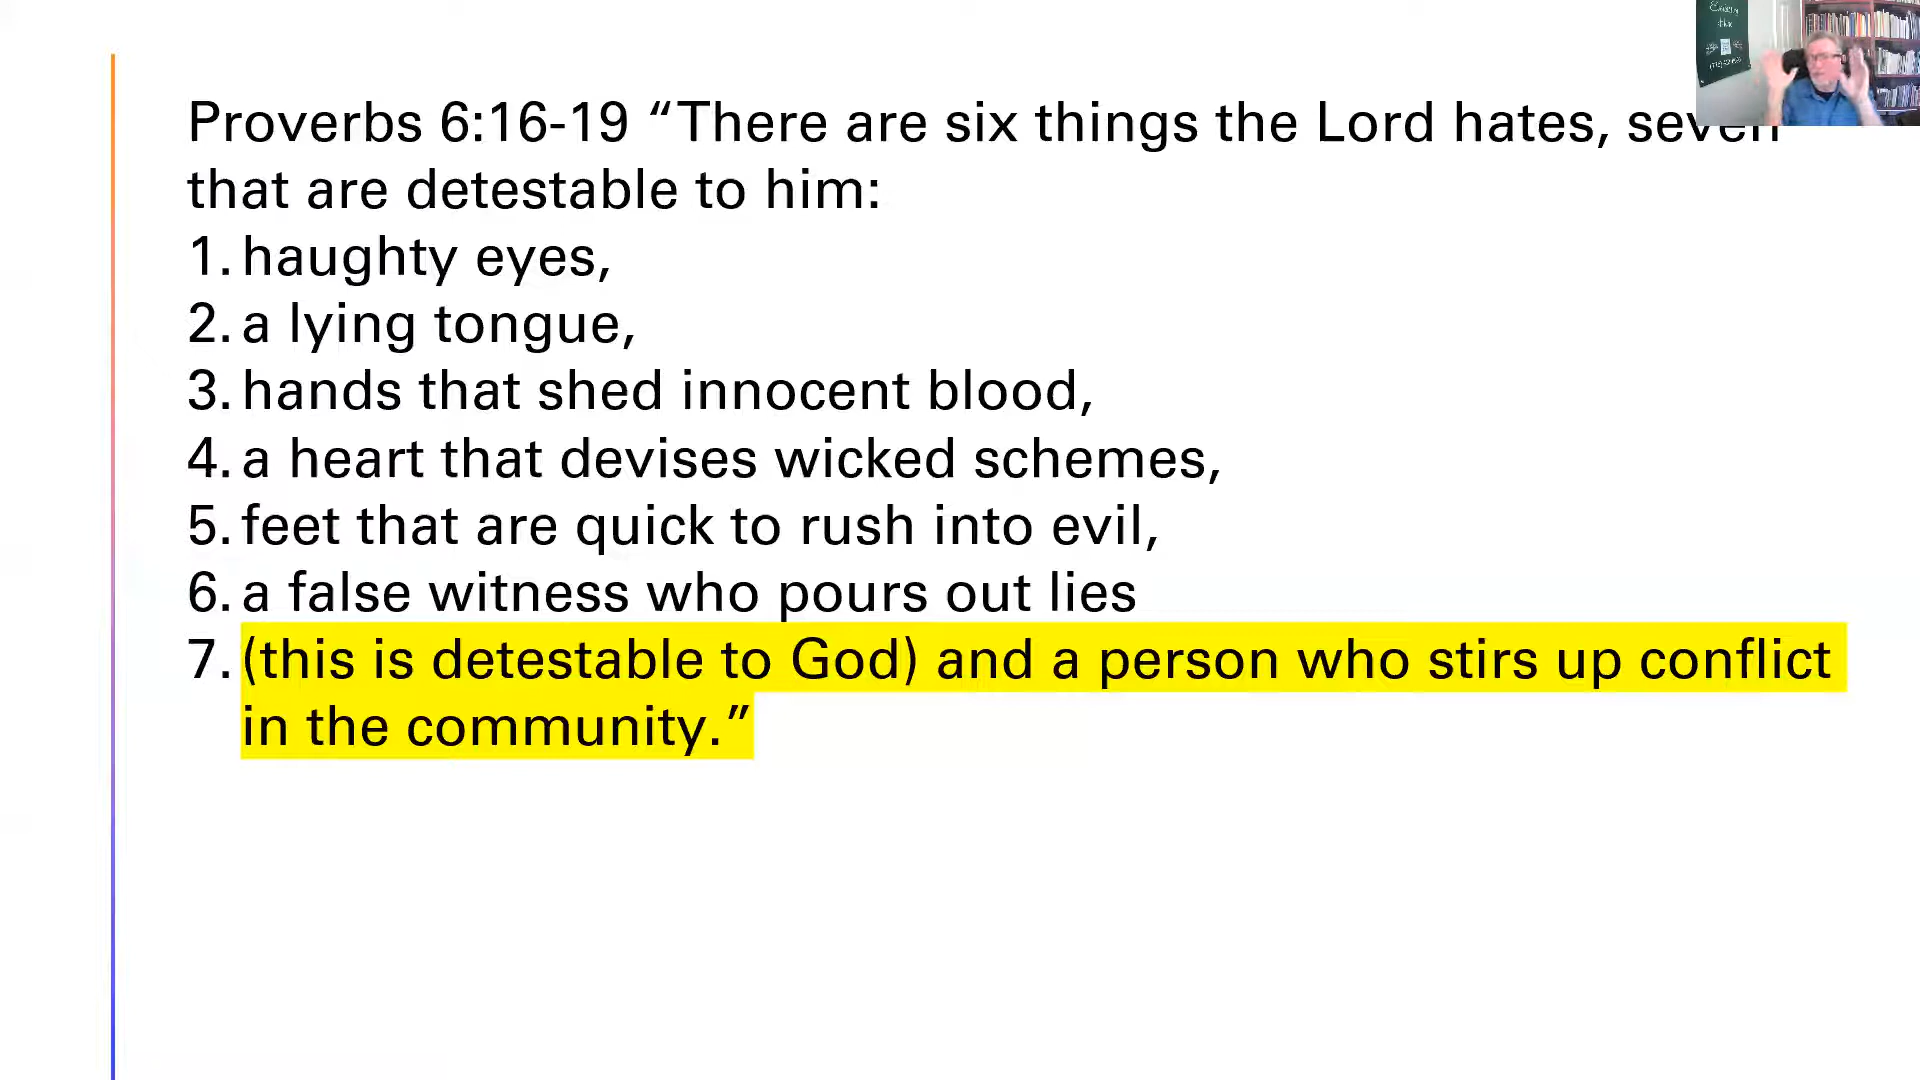 Proverbs 6:16-19 “There are six things the Lord hates, seven
that are detestable to him:
1. haughty eyes,
2. a lying tongue,
3. hands that shed innocent blood,
4. a heart that devises wicked schemes,
5. feet that are quick to rush into evil,
6. a false witness who pours out lies
7. (this is detestable to God) and a person who stirs up conflict
in the community.”